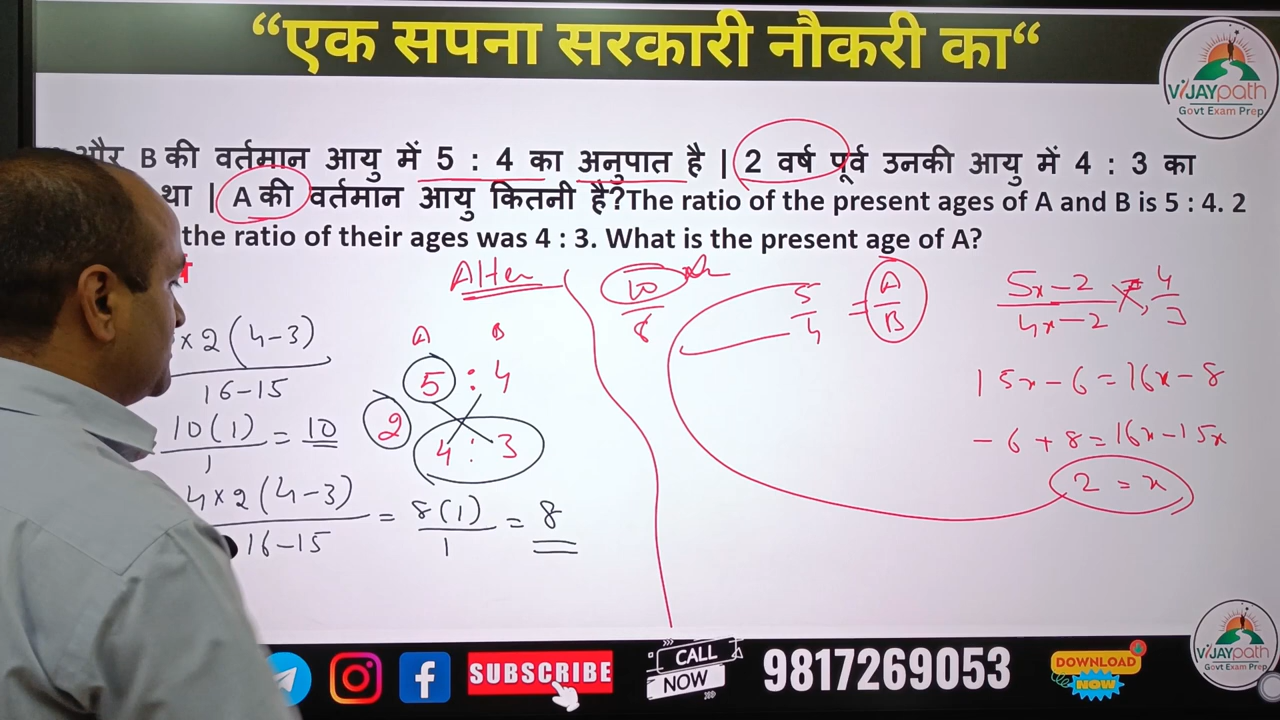 “एक सपना सरकारी नौकरी का“
VIJAYpath
Govt Exam Prep
और B की वर्तमान आयु में 5 : 4 का अनुपात है | 2 वर्ष पूर्व उनकी आयु में 4 : 3 का
था | A की वर्तमान आयु कितनी है?The ratio of the present ages of A and B is 5 : 4. 2
the ratio of their ages was 4 : 3. What is the present age of A?
× 2 (4-3)
16-15
10(1) = 10
1
4×2 (4-3) = 8(1) = 8
16-15 1
Alter
A B
5 : 4
2 4 : 3
10
8
5 = A
4 B
5x-2 4
4x-2 3
15x-6 = 16x-8
-6+8 = 16x-15x
2 = x
SUBSCRIBE
CALL
NOW
9817269053
DOWNLOAD
NOW
VIJAYpath
Govt Exam Prep